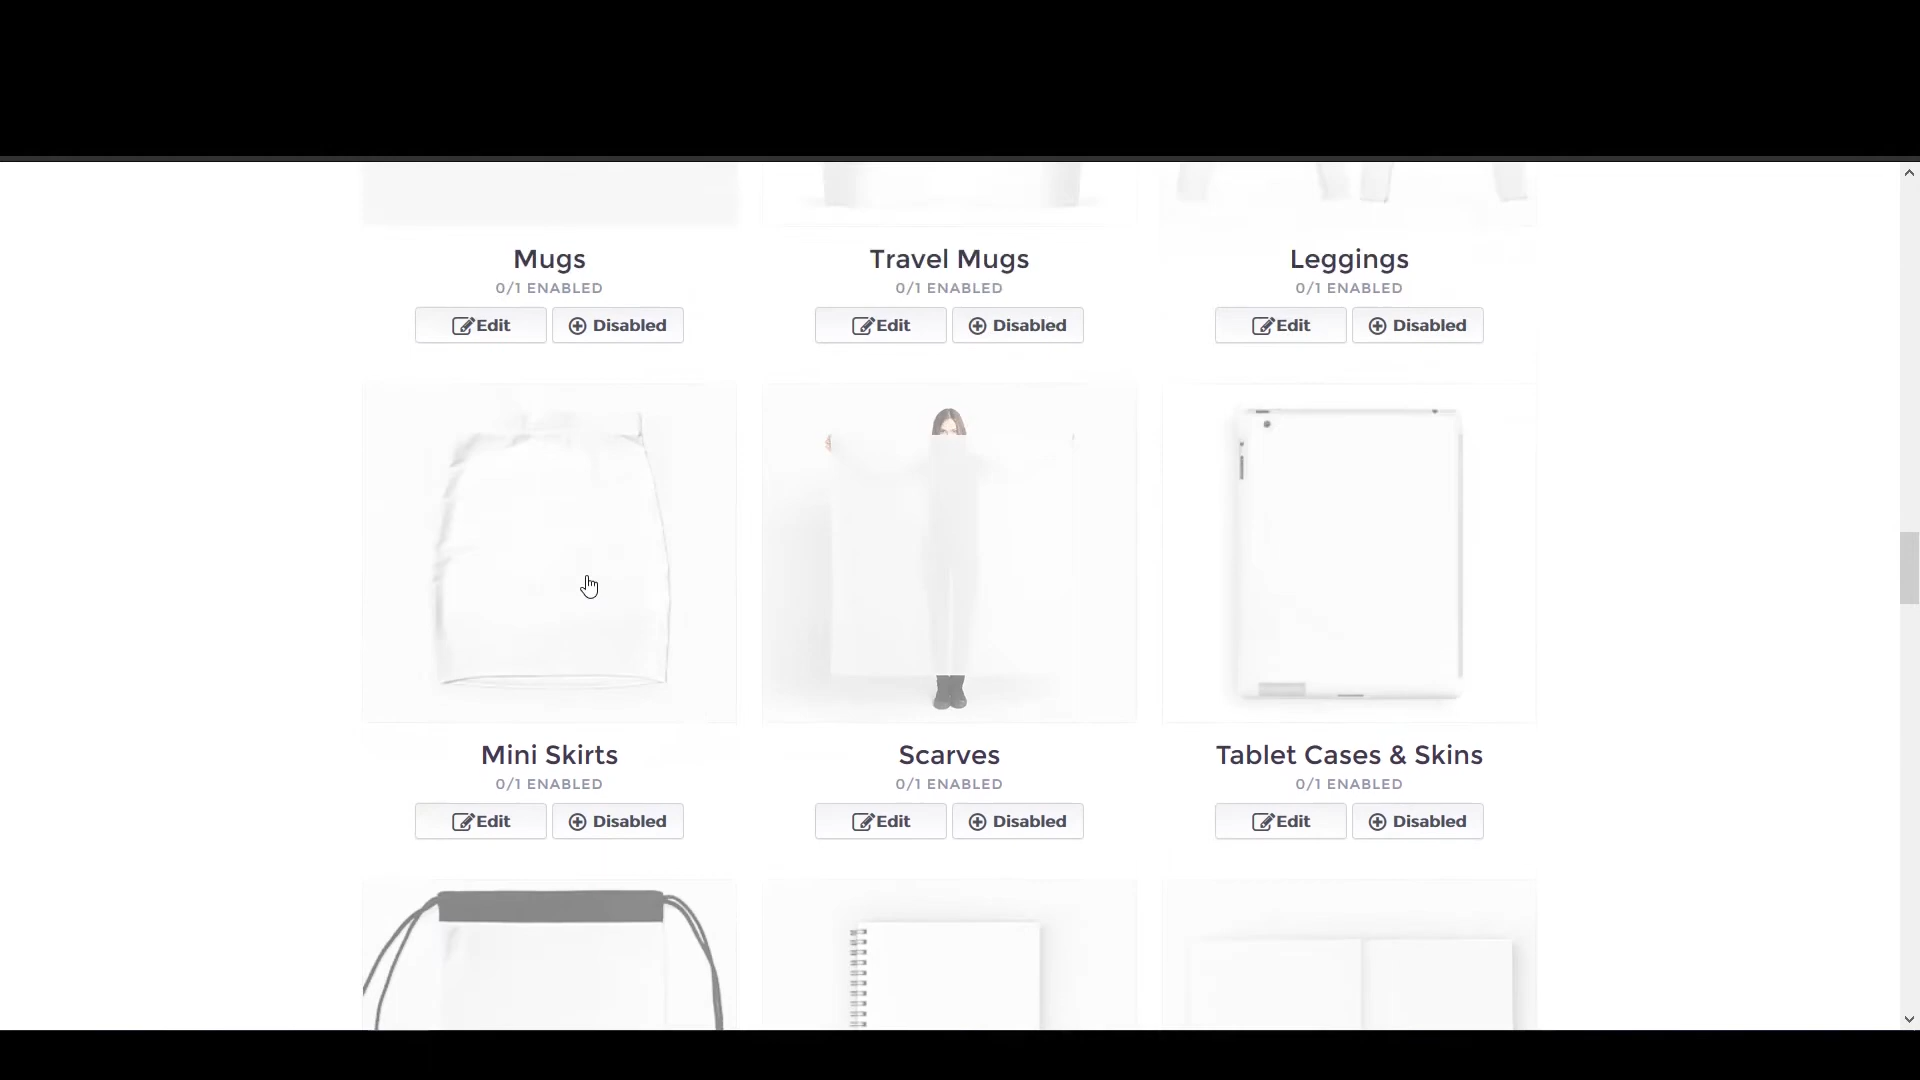 Mugs
0/1 ENABLED
Edit
Disabled
Travel Mugs
0/1 ENABLED
Edit
Disabled
Leggings
0/1 ENABLED
Edit
Disabled
Mini Skirts
0/1 ENABLED
Edit
Disabled
Scarves
0/1 ENABLED
Edit
Disabled
Tablet Cases & Skins
0/1 ENABLED
Edit
Disabled